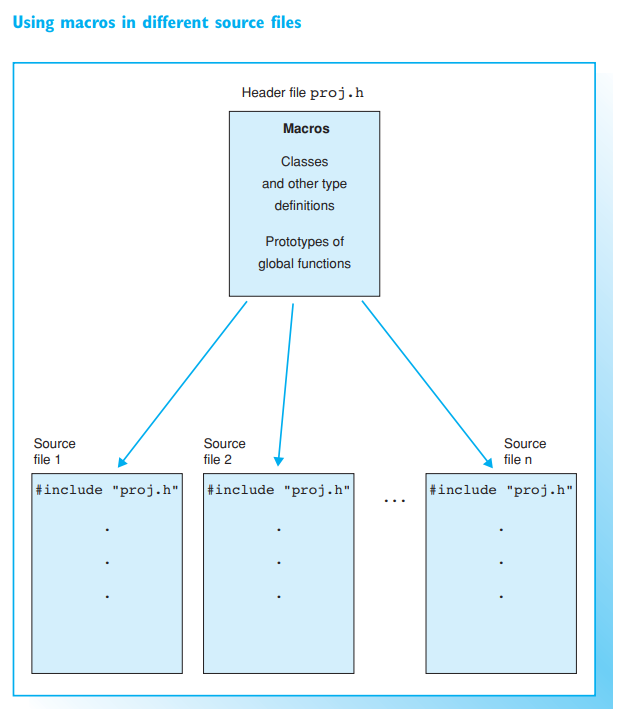 Using macros in different source files
Header file proj.h
Macros
Classes
and other type
definitions
Prototypes of
global functions
Source
file 1
#include "proj.h"
.
.
.
Source
file 2
#include "proj.h"
.
.
.
...
Source
file n
#include "proj.h"
.
.
.